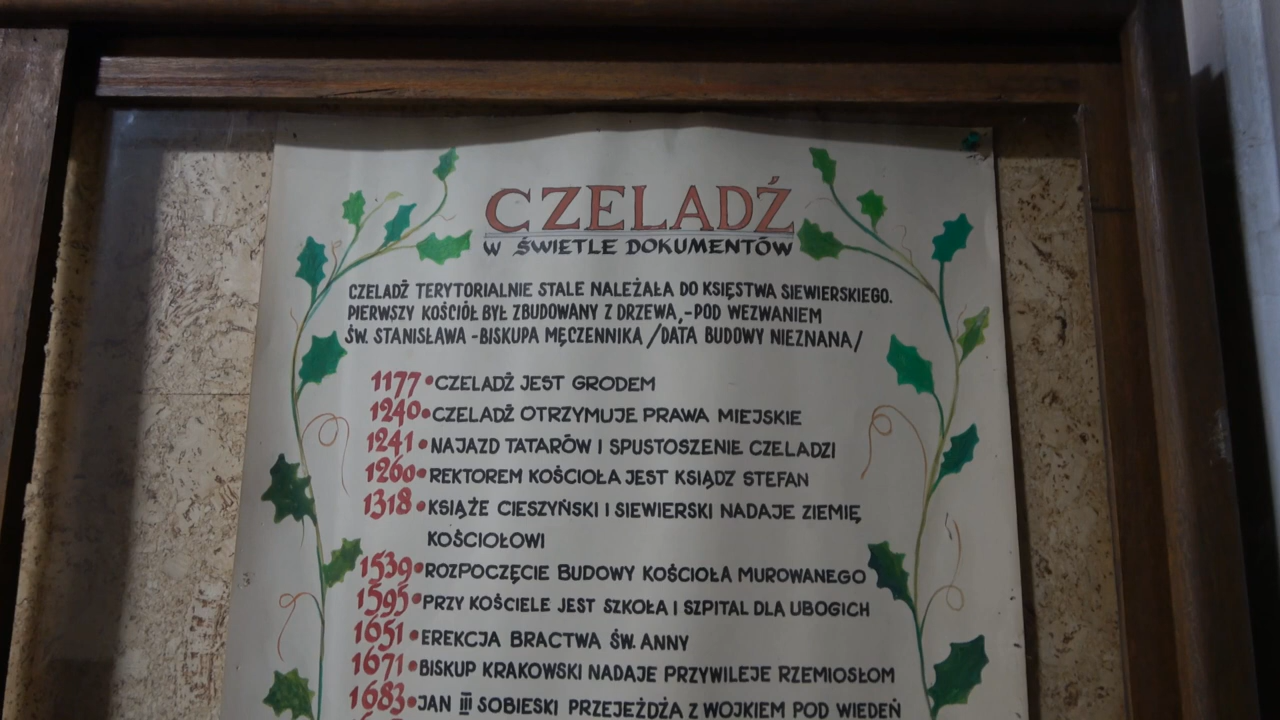 CZELADŹ
W ŚWIETLE DOKUMENTÓW
CZELADŹ TERYTORIALNIE STALE NALEŻAŁA DO KSIĘSTWA SIEWIERSKIEGO.
PIERWSZY KOŚCIÓŁ BYŁ ZBUDOWANY Z DRZEWA,-POD WEZWANIEM
ŚW. STANISŁAWA -BISKUPA MĘCZENNIKA /DATA BUDOWY NIEZNANA/
1177•CZELADŹ JEST GRODEM
1240•CZELADŹ OTRZYMUJE PRAWA MIEJSKIE
1241•NAJAZD TATARÓW I SPUSTOSZENIE CZELADZI
1260•REKTOREM KOŚCIOŁA JEST KSIĄDZ STEFAN
1318•KSIĄŻE CIESZYŃSKI I SIEWIERSKI NADAJE ZIEMIĘ
KOŚCIOŁOWI
1539•ROZPOCZĘCIE BUDOWY KOŚCIOŁA MUROWANEGO
1595•PRZY KOŚCIELE JEST SZKOŁA I SZPITAL DLA UBOGICH
1651•EREKCJA BRACTWA ŚW. ANNY
1671•BISKUP KRAKOWSKI NADAJE PRZYWILEJE RZEMIOSŁOM
1683•JAN III SOBIESKI PRZEJEŻDŻA Z WOJKIEM POD WIEDEŃ